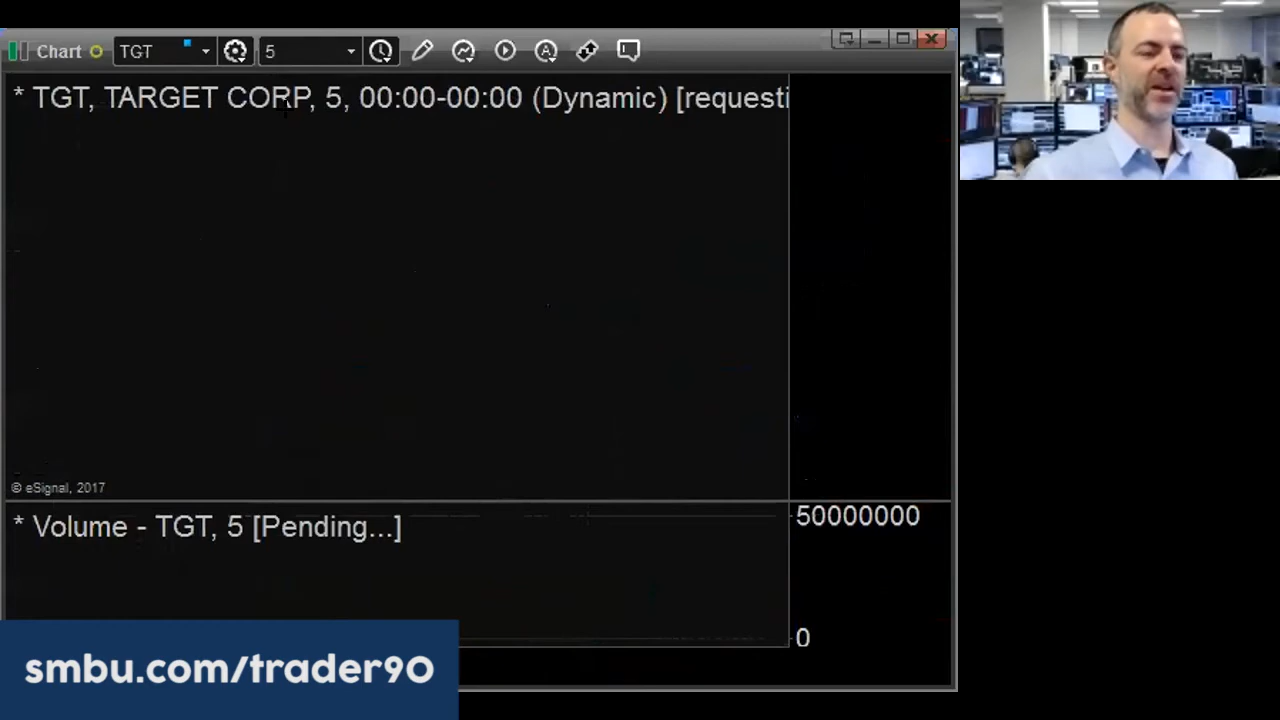 Chart TGT 5
* TGT, TARGET CORP, 5, 00:00-00:00 (Dynamic) [requesti
© eSignal, 2017
* Volume - TGT, 5 [Pending...]
50000000
0
smbu.com/trader90